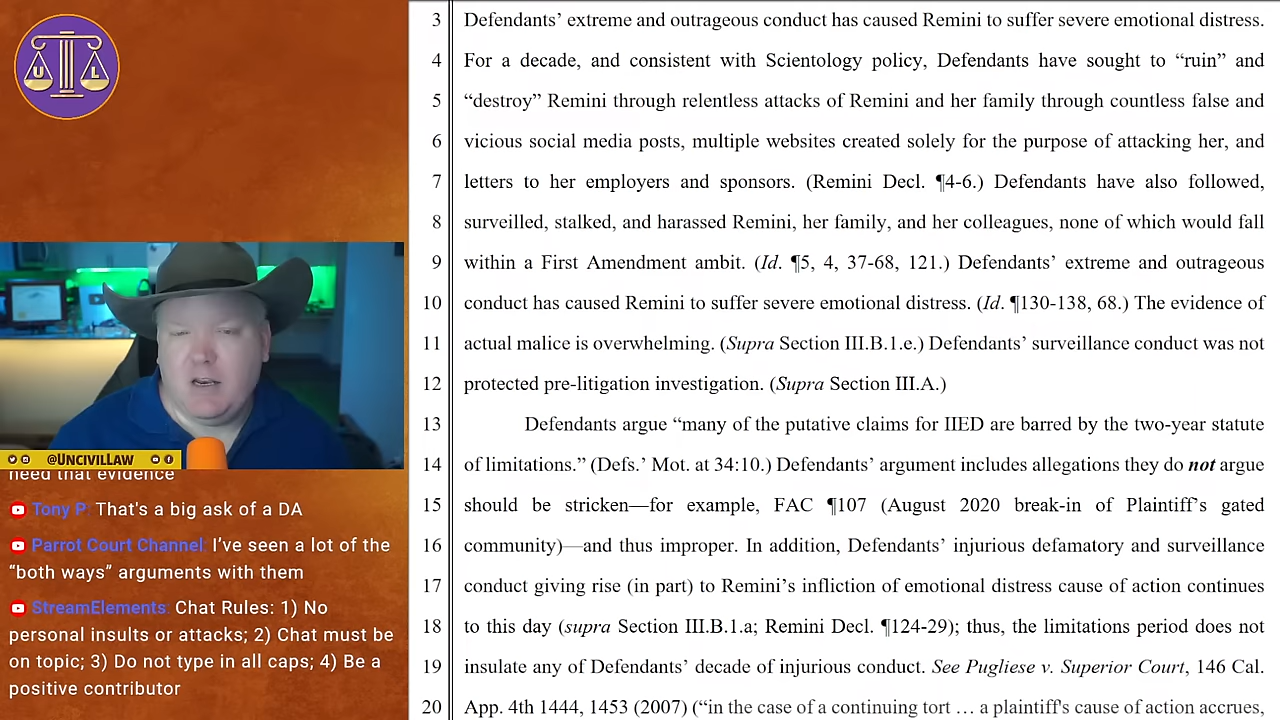 U L
@UNCIVILLAW
need that evidence
Tony P: That's a big ask of a DA
Parrot Court Channel: I've seen a lot of the
“both ways” arguments with them
StreamElements: Chat Rules: 1) No
personal insults or attacks; 2) Chat must be
on topic; 3) Do not type in all caps; 4) Be a
positive contributor
3 Defendants’ extreme and outrageous conduct has caused Remini to suffer severe emotional distress.
4 For a decade, and consistent with Scientology policy, Defendants have sought to “ruin” and
5 “destroy” Remini through relentless attacks of Remini and her family through countless false and
6 vicious social media posts, multiple websites created solely for the purpose of attacking her, and
7 letters to her employers and sponsors. (Remini Decl. ¶4-6.) Defendants have also followed,
8 surveilled, stalked, and harassed Remini, her family, and her colleagues, none of which would fall
9 within a First Amendment ambit. (Id. ¶5, 4, 37-68, 121.) Defendants’ extreme and outrageous
10 conduct has caused Remini to suffer severe emotional distress. (Id. ¶130-138, 68.) The evidence of
11 actual malice is overwhelming. (Supra Section III.B.1.e.) Defendants’ surveillance conduct was not
12 protected pre-litigation investigation. (Supra Section III.A.)
13 Defendants argue “many of the putative claims for IIED are barred by the two-year statute
14 of limitations.” (Defs.’ Mot. at 34:10.) Defendants’ argument includes allegations they do not argue
15 should be stricken—for example, FAC ¶107 (August 2020 break-in of Plaintiff’s gated
16 community)—and thus improper. In addition, Defendants’ injurious defamatory and surveillance
17 conduct giving rise (in part) to Remini’s infliction of emotional distress cause of action continues
18 to this day (supra Section III.B.1.a; Remini Decl. ¶124-29); thus, the limitations period does not
19 insulate any of Defendants’ decade of injurious conduct. See Pugliese v. Superior Court, 146 Cal.
20 App. 4th 1444, 1453 (2007) (“in the case of a continuing tort … a plaintiff's cause of action accrues,